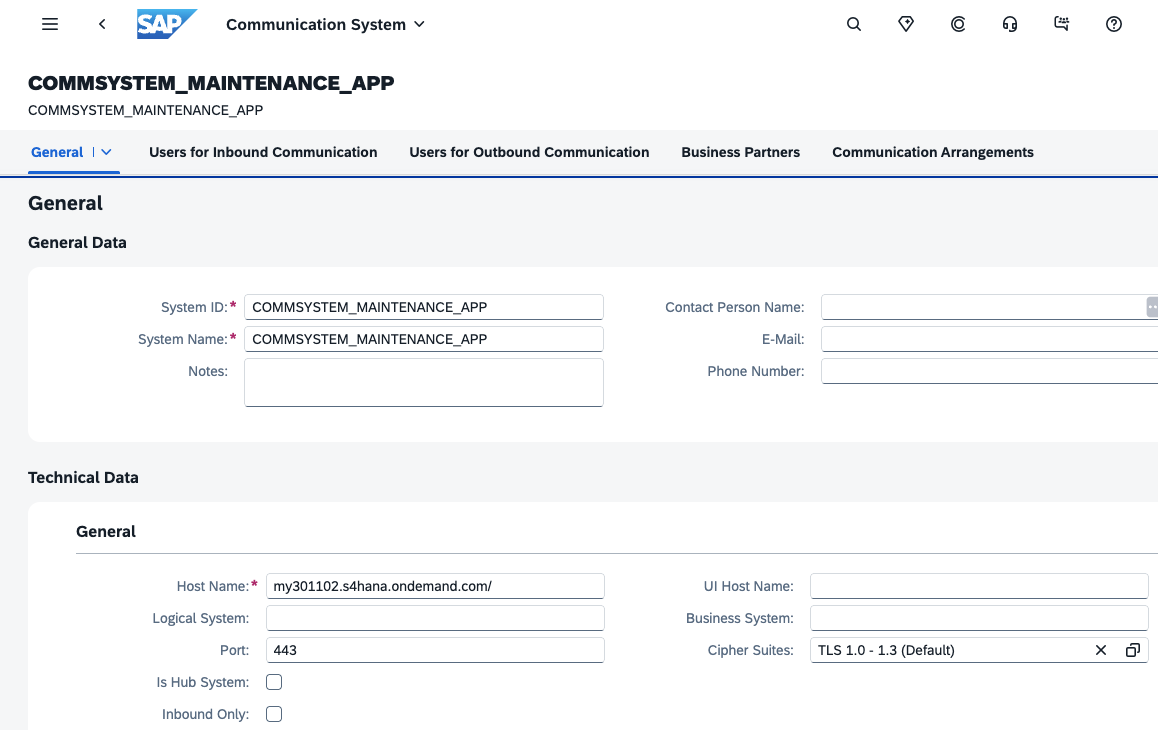 SAP Communication System
COMMSYSTEM_MAINTENANCE_APP
COMMSYSTEM_MAINTENANCE_APP
General Users for Inbound Communication Users for Outbound Communication Business Partners Communication Arrangements
General
General Data
System ID:* COMMSYSTEM_MAINTENANCE_APP Contact Person Name:
System Name:* COMMSYSTEM_MAINTENANCE_APP E-Mail:
Notes: Phone Number:
Technical Data
General
Host Name:* my301102.s4hana.ondemand.com/ UI Host Name:
Logical System: Business System:
Port: 443 Cipher Suites: TLS 1.0 - 1.3 (Default)
Is Hub System:
Inbound Only: